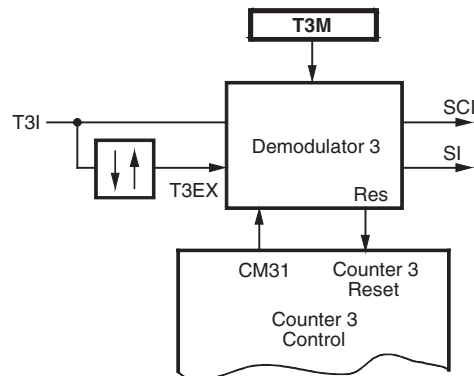 T3M
SCI
T3I
Demodulator 3
SI
T3EX
Res
CM31
Counter 3
Reset
Counter 3
Control